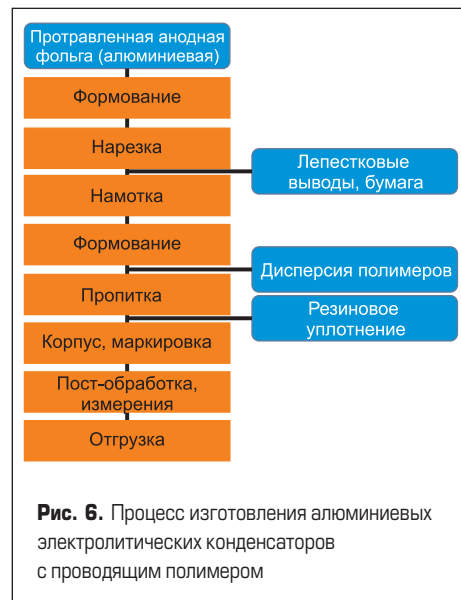 Протравленная анодная
фольга (алюминиевая)
Формование
Нарезка
Лепестковые
выводы, бумага
Намотка
Формование
Дисперсия полимеров
Пропитка
Резиновое
уплотнение
Корпус, маркировка
Пост-обработка,
измерения
Отгрузка
Рис. 6. Процесс изготовления алюминиевых
электролитических конденсаторов
с проводящим полимером